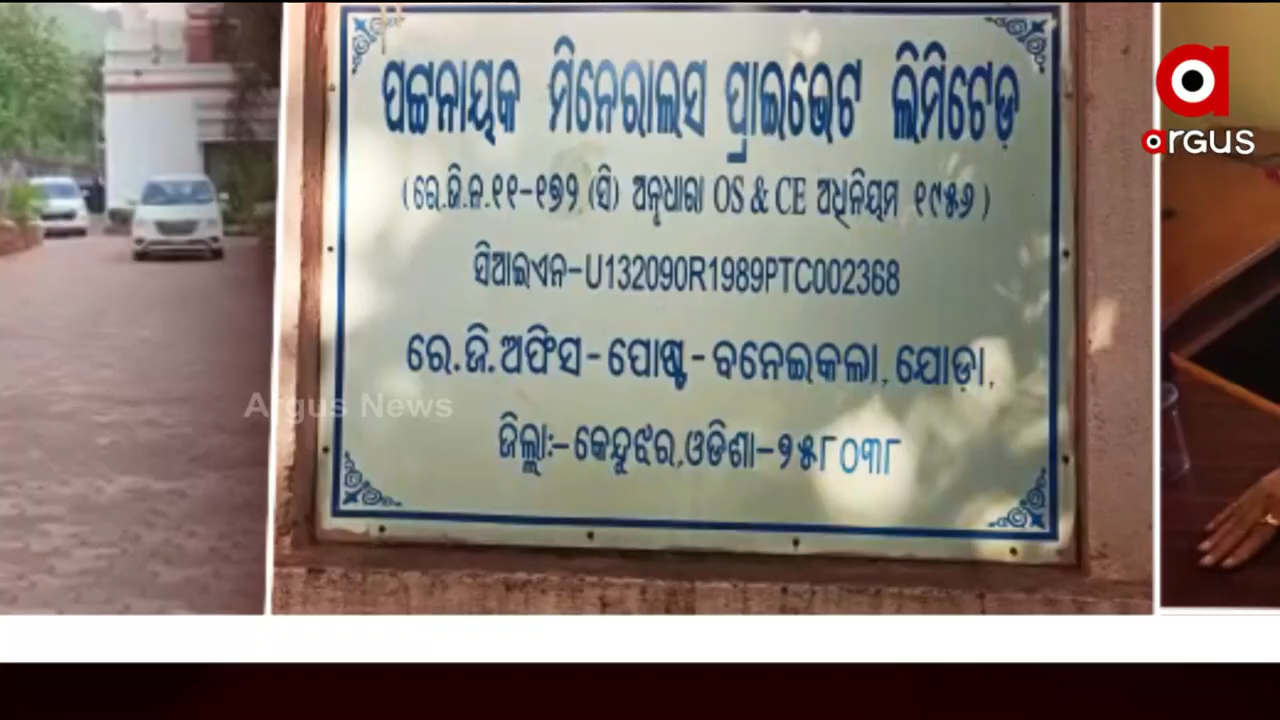 ପଟ୍ଟନାୟକ ମିନେରାଲସ ପ୍ରାଇଭେଟ ଲିମିଟେଡ଼
(ରେ.ଜି.ନ.୧୧-୧୭୨ (ସି) ଅନୁଧାରା OS & CE ଅଧିନିୟମ ୧୯୫୬)
ସିଆଇଏନ-U132090R1989PTC002368
ରେ.ଜି.ଅଫିସ-ପୋଷ୍ଟ-ବନେଇକଲା, ଯୋଡ଼ା,
ଜିଲ୍ଲା:-କେନ୍ଦୁଝର,ଓଡିଶା-୭୫୮୦୩୮
argus
Argus News